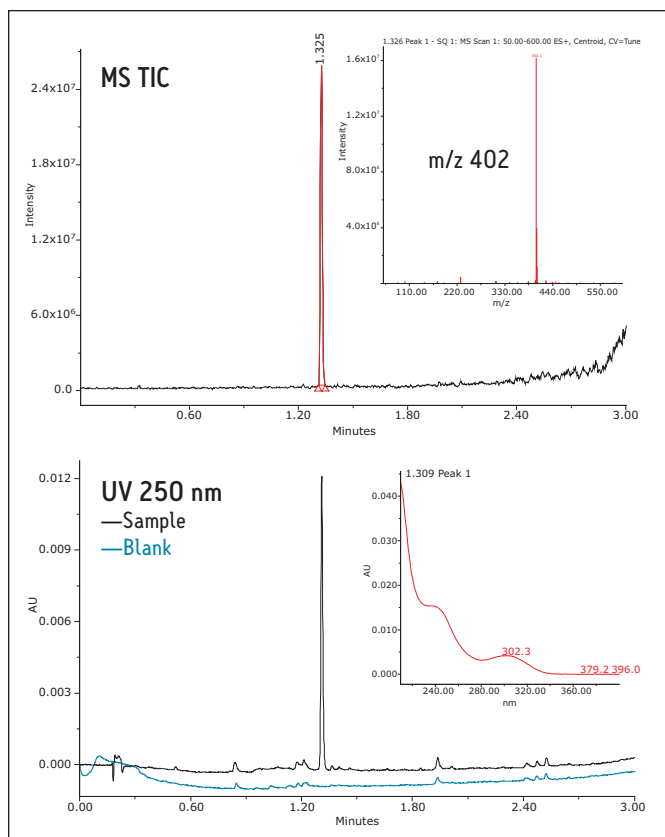 MS TIC
1.325
2.4x10⁷
1.8x10⁷
1.2x10⁷
6.0x10⁶
0.0
Intensity
0.60 1.20 1.80 2.40 3.00
Minutes
1.326 Peak 1 - SQ 1: MS Scan 1: 50.00-600.00 ES+, Centroid, CV=Tune
1.6x10⁷
1.2x10⁷
8.0x10⁶
4.0x10⁶
Intensity
m/z 402
110.00 220.00 330.00 440.00 550.00
m/z
UV 250 nm
Sample
Blank
0.012
0.009
0.006
0.003
0.000
AU
0.00 0.60 1.20 1.80 2.40 3.00
Minutes
1.309 Peak 1
0.040
0.030
0.020
0.010
0.000
AU
302.3
379.2 396.0
240.00 280.00 320.00 360.00
nm